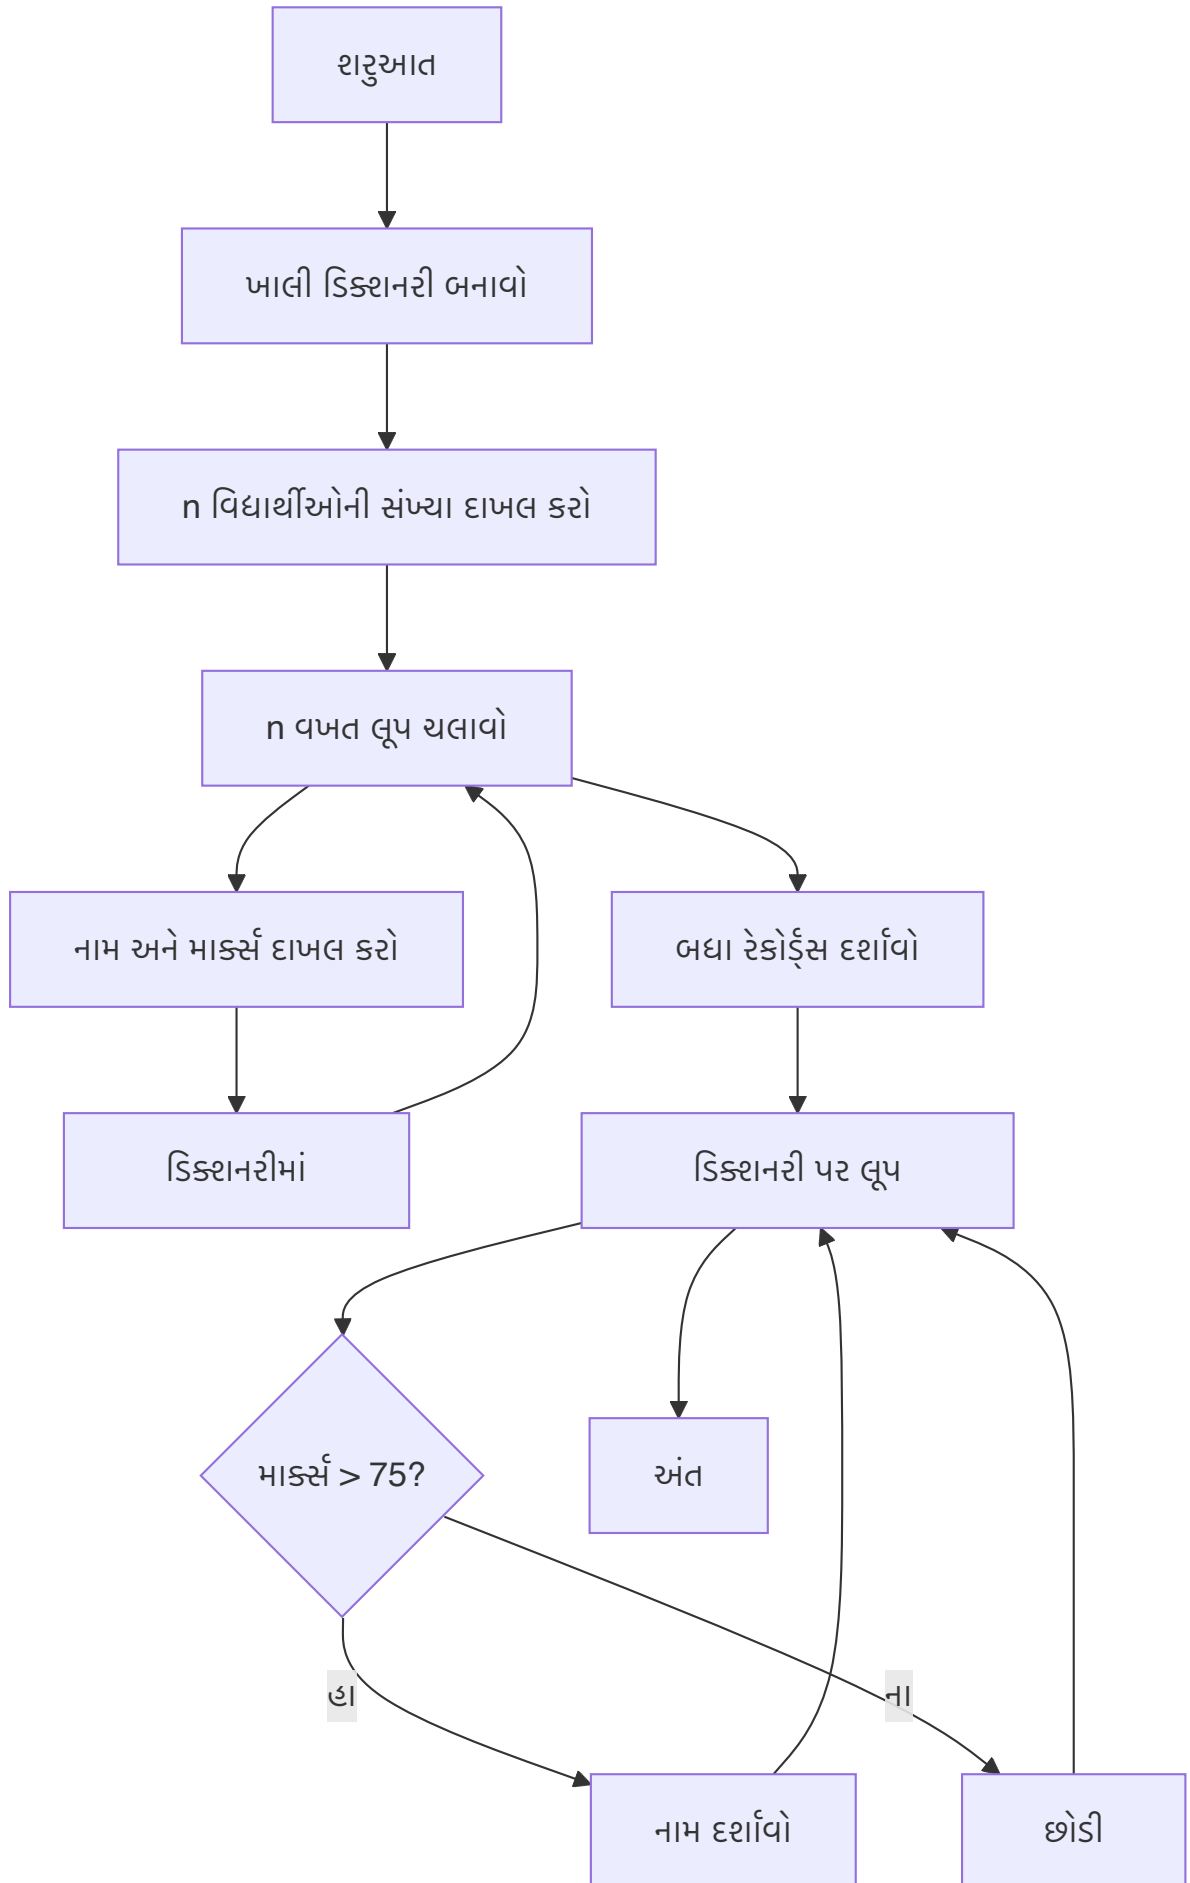 શરુઆત
ખાલી ડિક્શનરી બનાવો
n વિદ્યાર્થીઓની સંખ્યા દાખલ કરો
n વખત લૂપ ચલાવો
નામ અને માર્ક્સ દાખલ કરો
બધા રેકોર્ડ્સ દર્શાવો
ડિક્શનરીમાં
ડિક્શનરી પર લૂપ
માર્ક્સ > 75?
અંત
હા
ના
નામ દર્શાવો
છોડી